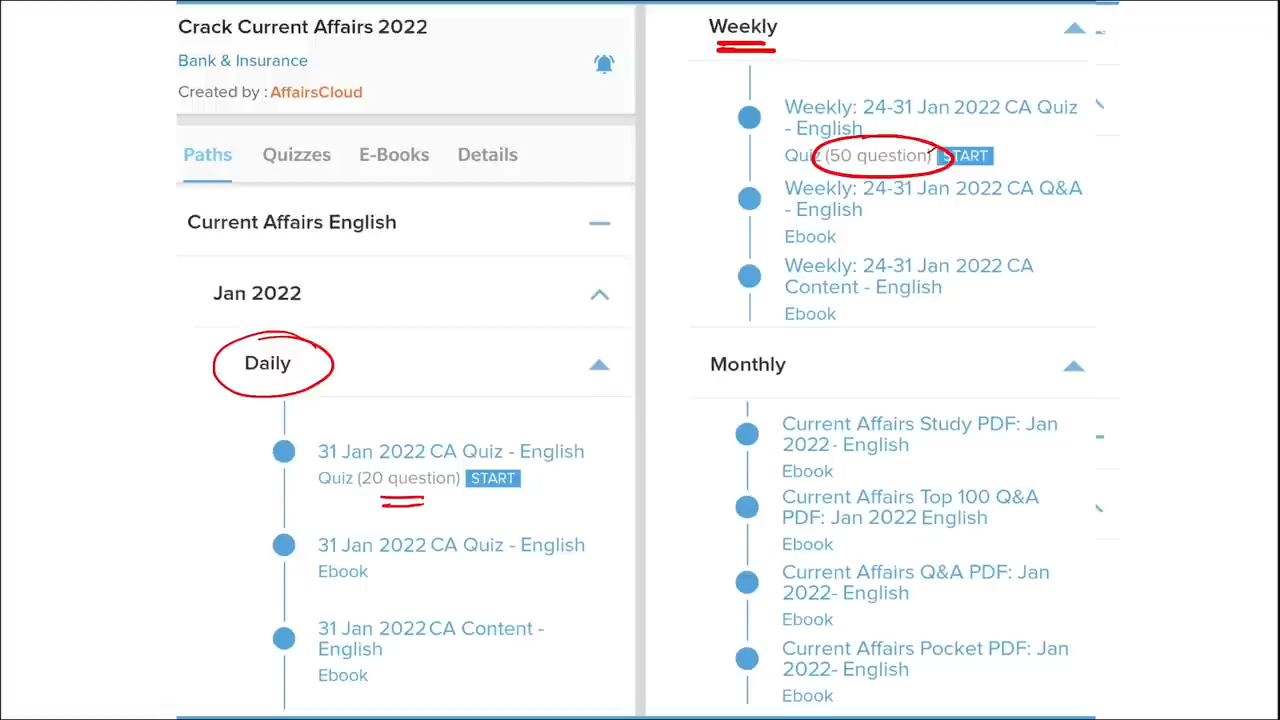 Crack Current Affairs 2022
Bank & Insurance
Created by : AffairsCloud
Paths Quizzes E-Books Details
Current Affairs English
Jan 2022
Daily
31 Jan 2022 CA Quiz - English
Quiz (20 question) START
31 Jan 2022 CA Quiz - English
Ebook
31 Jan 2022 CA Content -
English
Ebook
Weekly
Weekly: 24-31 Jan 2022 CA Quiz
- English
Quiz (50 question) START
Weekly: 24-31 Jan 2022 CA Q&A
- English
Ebook
Weekly: 24-31 Jan 2022 CA
Content - English
Ebook
Monthly
Current Affairs Study PDF: Jan
2022- English
Ebook
Current Affairs Top 100 Q&A
PDF: Jan 2022 English
Ebook
Current Affairs Q&A PDF: Jan
2022- English
Ebook
Current Affairs Pocket PDF: Jan
2022- English
Ebook